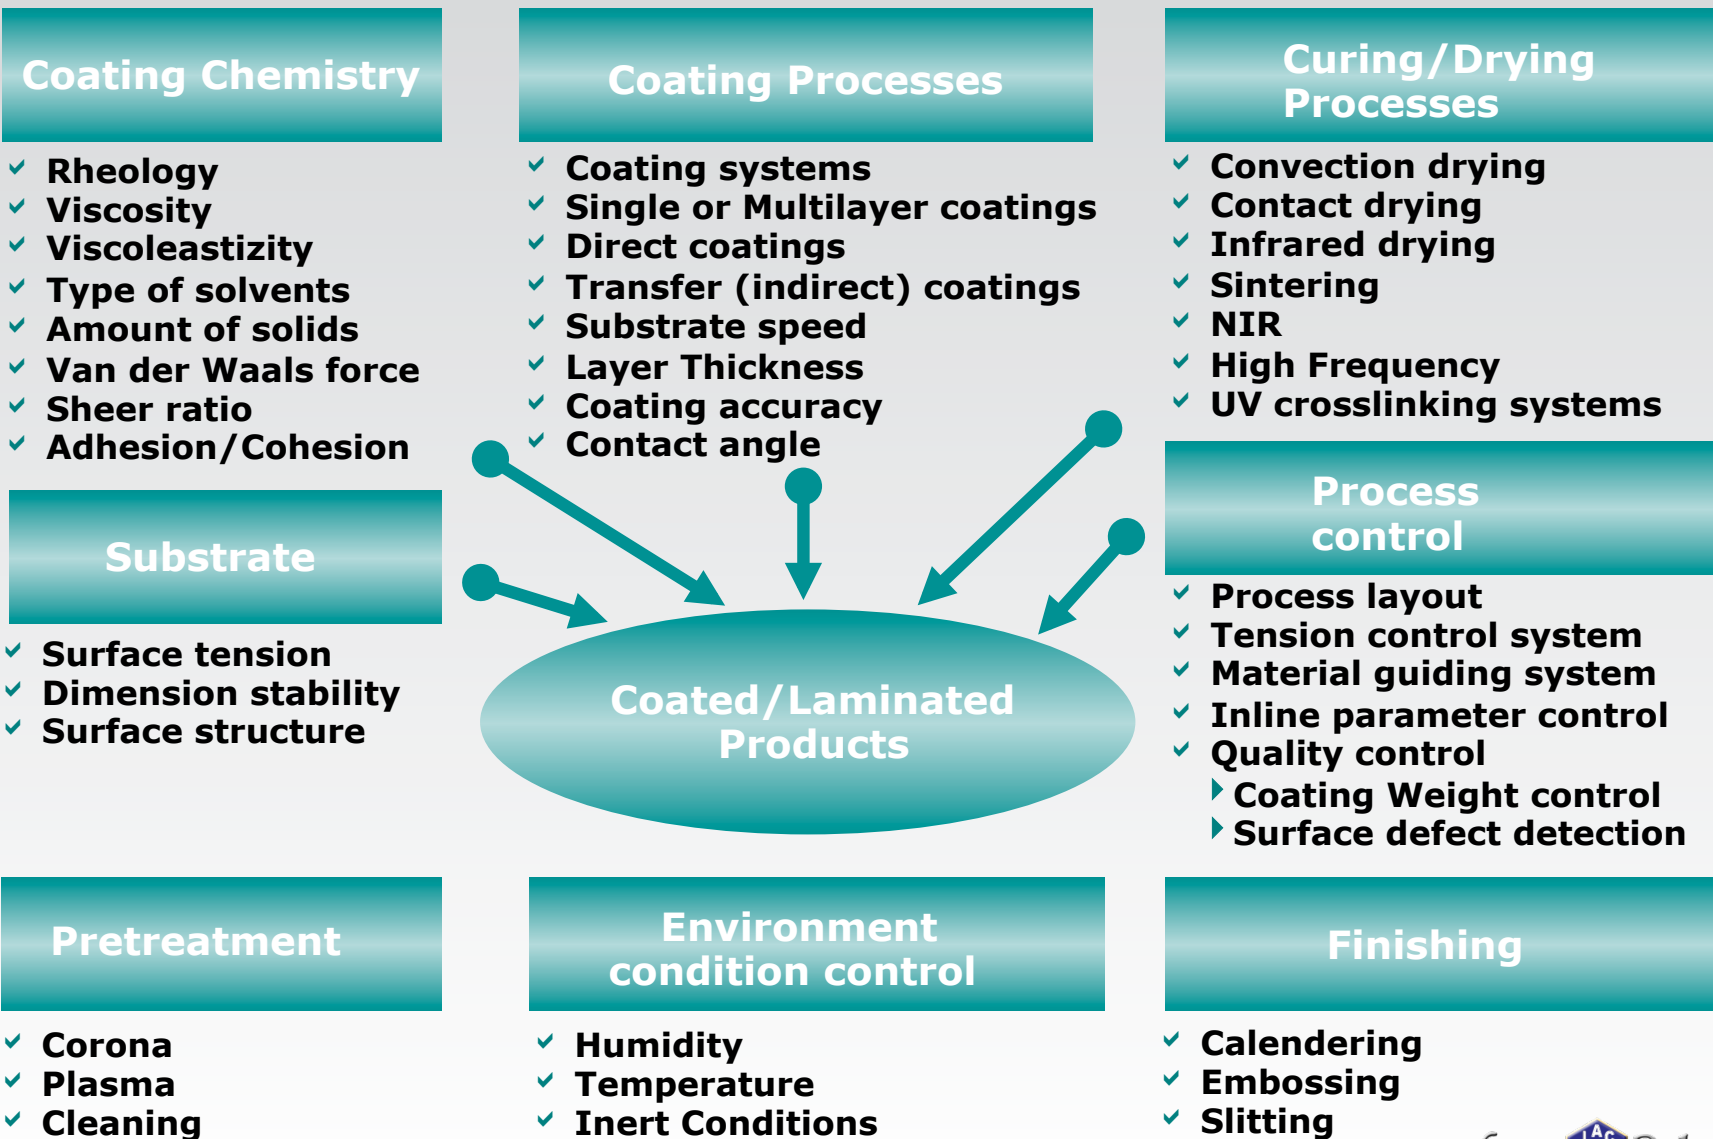 Coating Chemistry
Rheology
Viscosity
Viscoleastizity
Type of solvents
Amount of solids
Van der Waals force
Sheer ratio
Adhesion/Cohesion
Coating Processes
Coating systems
Single or Multilayer coatings
Direct coatings
Transfer (indirect) coatings
Substrate speed
Layer Thickness
Coating accuracy
Contact angle
Curing/Drying
Processes
Convection drying
Contact drying
Infrared drying
Sintering
NIR
High Frequency
UV crosslinking systems
Substrate
Surface tension
Dimension stability
Surface structure
Coated/Laminated
Products
Process
control
Process layout
Tension control system
Material guiding system
Inline parameter control
Quality control
Coating Weight control
Surface defect detection
Pretreatment
Corona
Plasma
Cleaning
Environment
condition control
Humidity
Temperature
Inert Conditions
Finishing
Calendering
Embossing
Slitting